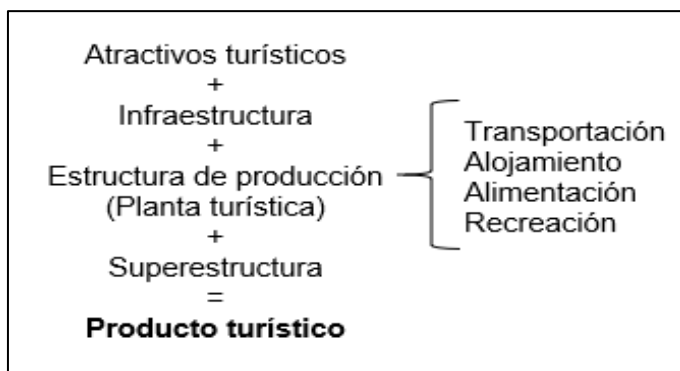 Atractivos turísticos
+
Infraestructura
+
Estructura de producción
(Planta turística)
+
Superestructura
=
Producto turístico
Transportación
Alojamiento
Alimentación
Recreación